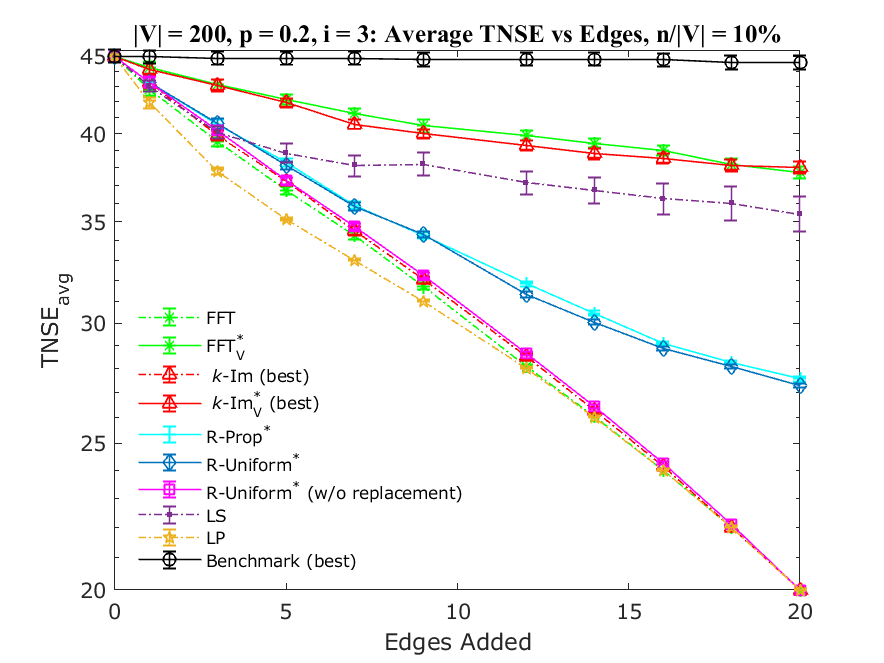 |V| = 200, p = 0.2, i = 3: Average TNSE vs Edges, n/|V| = 10%
45
40
35
30
25
20
TNSE_avg
FFT
FFT*_V
k-Im (best)
k-Im*_V (best)
R-Prop*
R-Uniform*
R-Uniform* (w/o replacement)
LS
LP
Benchmark (best)
0 5 10 15 20
Edges Added